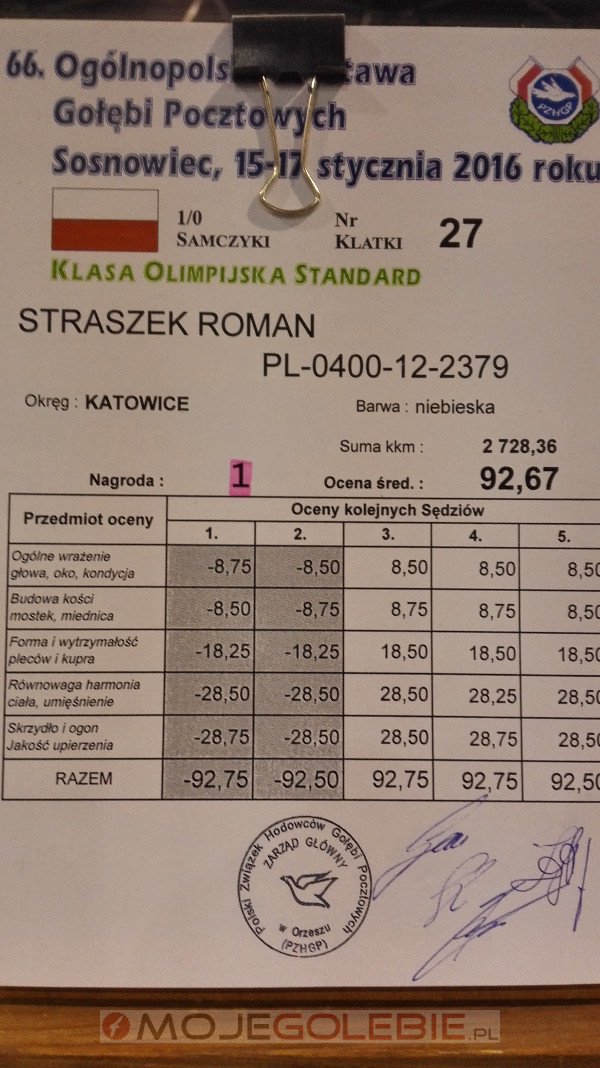 66. Ogólnopols tawa
Gołębi Pocztowych
Sosnowiec, 15-17 stycznia 2016 roku
PZHGP
1/0 Nr
SAMCZYKI KLATKI 27
KLASA OLIMPIJSKA STANDARD
STRASZEK ROMAN
PL-0400-12-2379
Okręg : KATOWICE Barwa : niebieska
Suma kkm : 2 728,36
Nagroda : 1 Ocena śred. : 92,67
Przedmiot oceny Oceny kolejnych Sędziów
1. 2. 3. 4. 5.
Ogólne wrażenie
głowa, oko, kondycja -8,75 -8,50 8,50 8,50 8,50
Budowa kości
mostek, miednica -8,50 -8,75 8,75 8,75 8,50
Forma i wytrzymałość
pleców i kupra -18,25 -18,25 18,50 18,50 18,50
Równowaga harmonia
ciała, umięśnienie -28,50 -28,50 28,50 28,25 28,50
Skrzydło i ogon
Jakość upierzenia -28,75 -28,50 28,50 28,75 28,50
RAZEM -92,75 -92,50 92,75 92,75 92,50
Polski Związek Hodowców Gołębi Pocztowych
ZARZĄD GŁÓWNY
w Orzeszu
(PZHGP)
MOJEGOLEBIE.PL